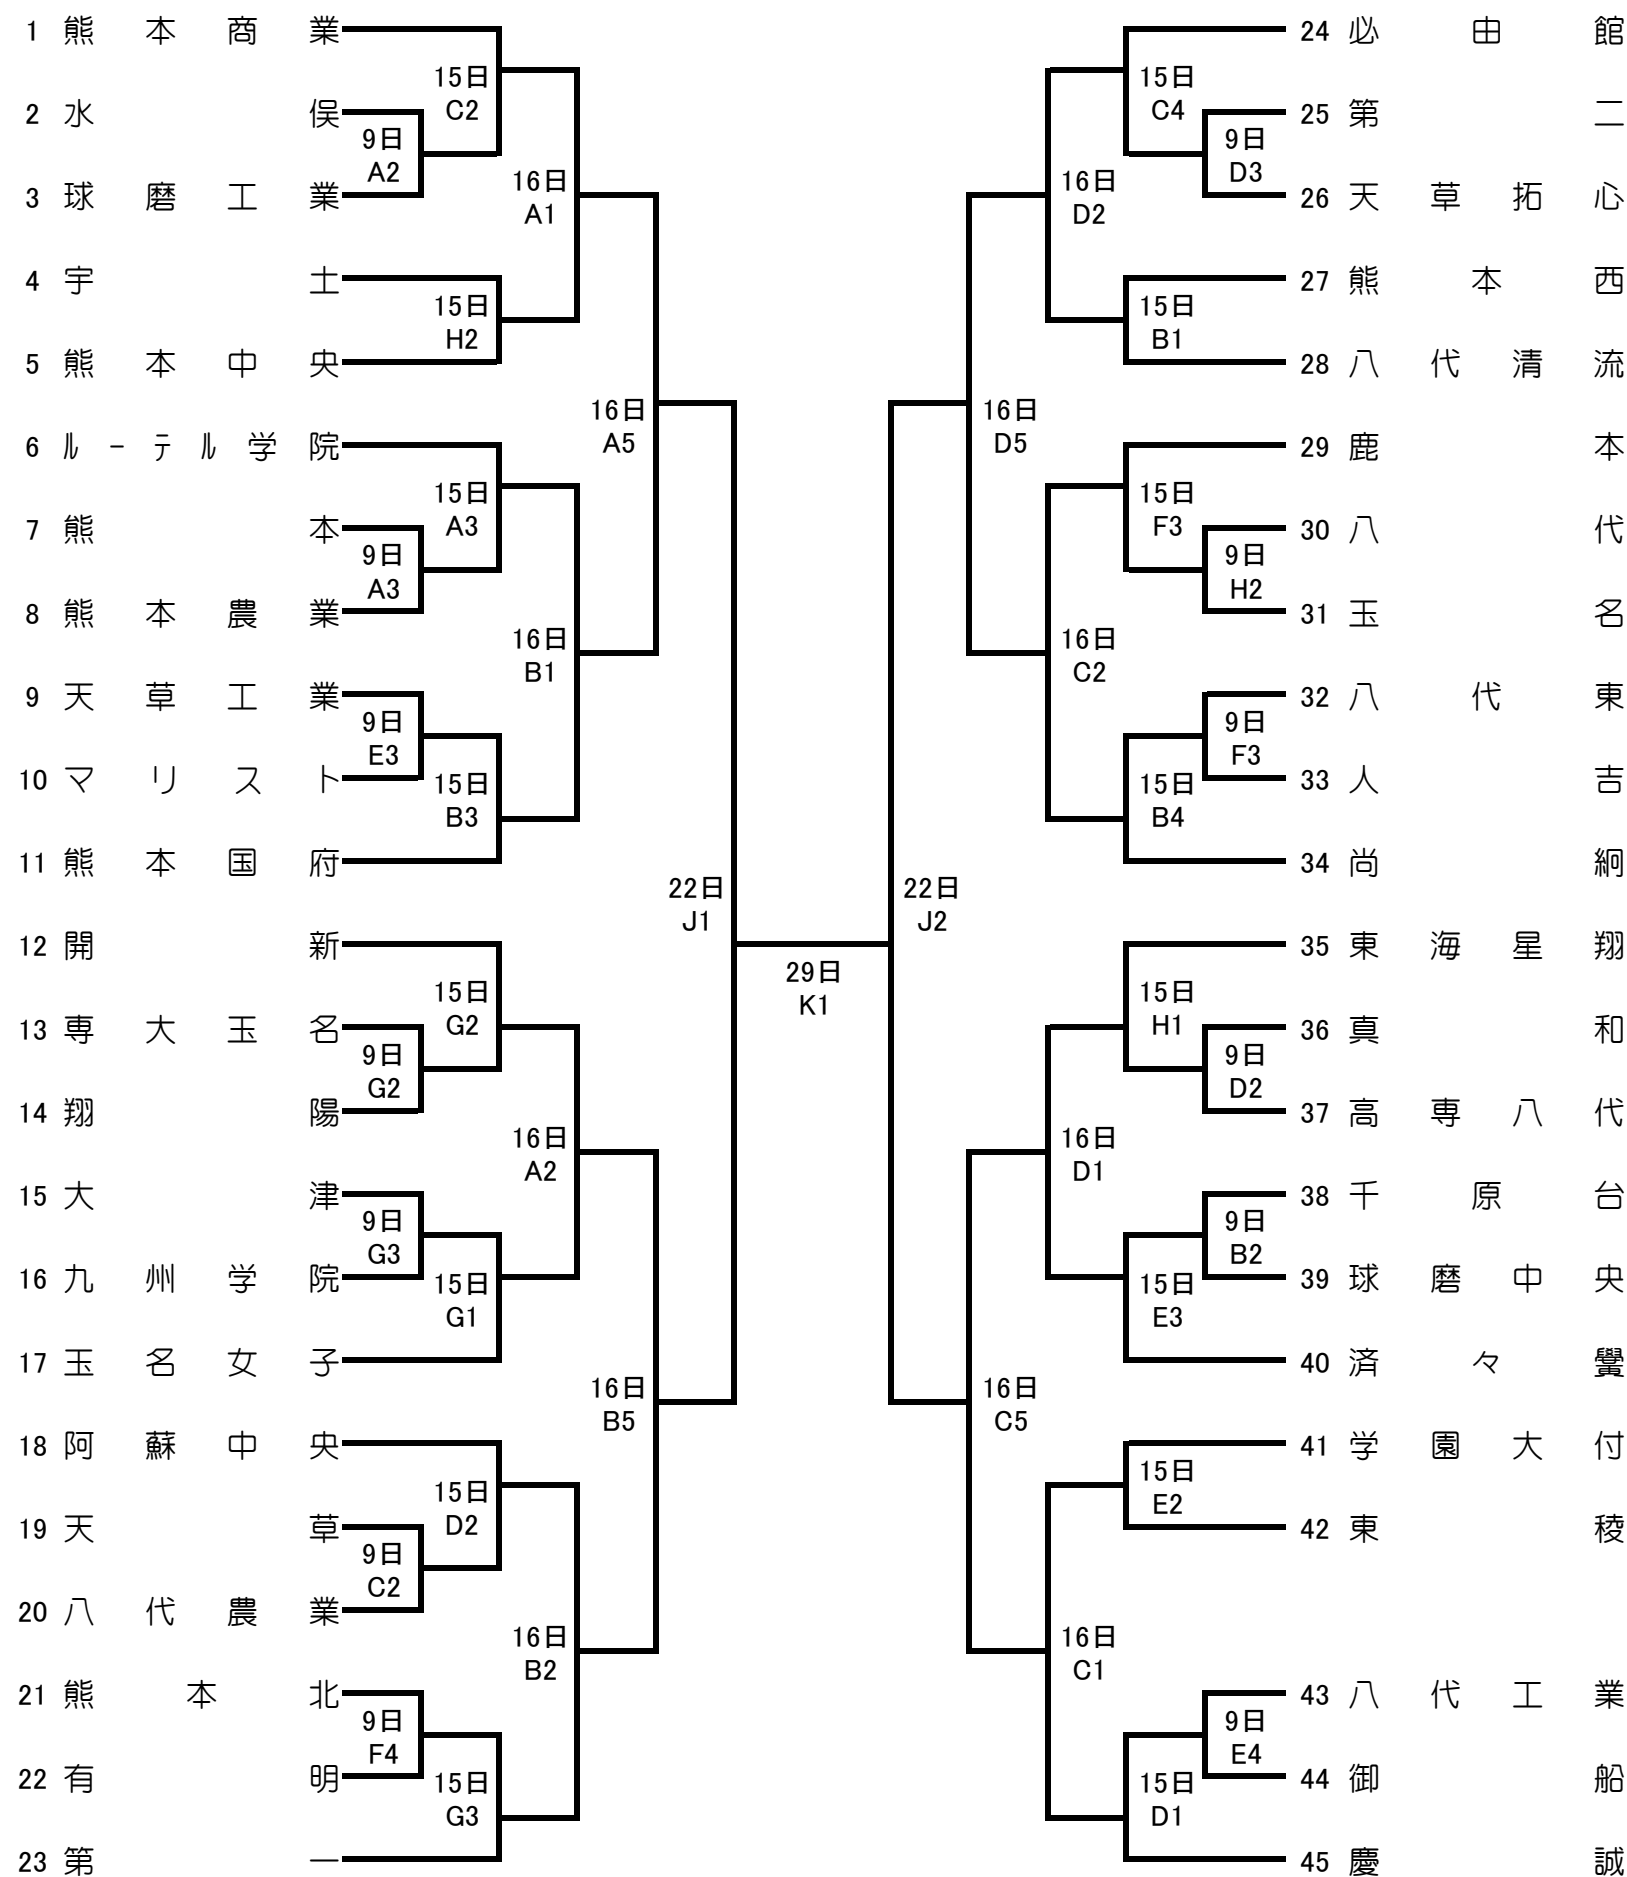 1 熊本商業
15日
C2
2 水俣
9日
A2
3 球磨工業
16日
A1
4 宇土
15日
H2
5 熊本中央
16日
A5
6 ﾙｰﾃﾙ学院
15日
A3
7 熊本
9日
A3
8 熊本農業
16日
B1
9 天草工業
9日
E3
10 マリスト
15日
B3
11 熊本国府
22日
J1
12 開新
15日
G2
13 専大玉名
9日
G2
14 翔陽
16日
A2
15 大津
9日
G3
16 九州学院
15日
G1
17 玉名女子
16日
B5
18 阿蘇中央
15日
D2
19 天草
9日
C2
20 八代農業
16日
B2
21 熊本北
9日
F4
22 有明
15日
G3
23 第一
29日
K1
24 必由館
15日
C4
25 第二
9日
D3
26 天草拓心
16日
D2
27 熊本西
15日
B1
28 八代清流
16日
D5
29 鹿本
15日
F3
30 八代
9日
H2
31 玉名
16日
C2
32 八代東
9日
F3
33 人吉
15日
B4
34 尚絅
22日
J2
35 東海星翔
15日
H1
36 真和
9日
D2
37 高専八代
16日
D1
38 千原台
9日
B2
39 球磨中央
15日
E3
40 済々黌
16日
C5
41 学園大付
15日
E2
42 東稜
16日
C1
43 八代工業
9日
E4
44 御船
15日
D1
45 慶誠